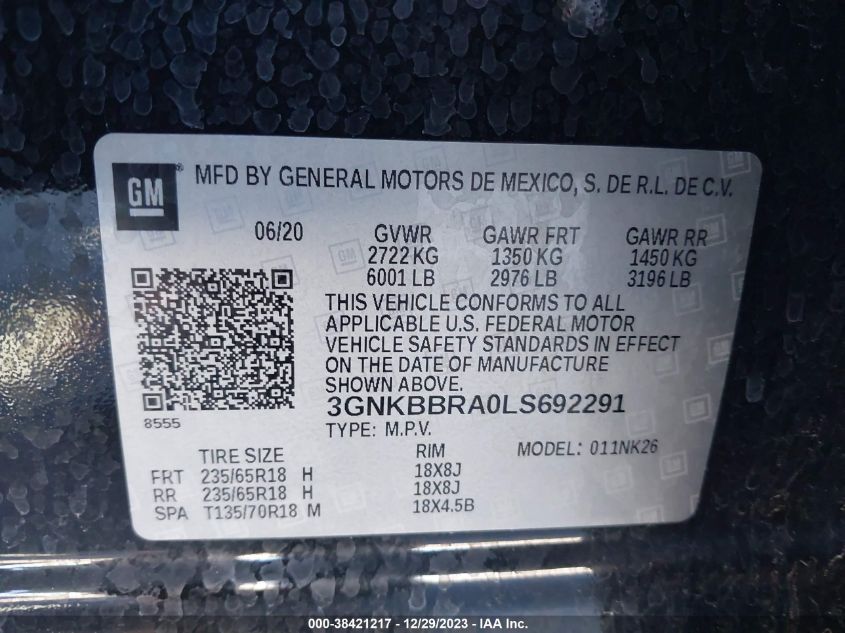 GM®
MFD BY GENERAL MOTORS DE MEXICO, S. DE R.L. DE C.V.
06/20 GVWR GAWR FRT GAWR RR
2722 KG 1350 KG 1450 KG
6001 LB 2976 LB 3196 LB
THIS VEHICLE CONFORMS TO ALL
APPLICABLE U.S. FEDERAL MOTOR
VEHICLE SAFETY STANDARDS IN EFFECT
ON THE DATE OF MANUFACTURE
SHOWN ABOVE.
3GNKBBRA0LS692291
8555
TYPE: M.P.V.
TIRE SIZE RIM MODEL: 011NK26
FRT 235/65R18 H 18X8J
RR 235/65R18 H 18X8J
SPA T135/70R18 M 18X4.5B
000-38421217 - 12/29/2023 - IAA Inc.